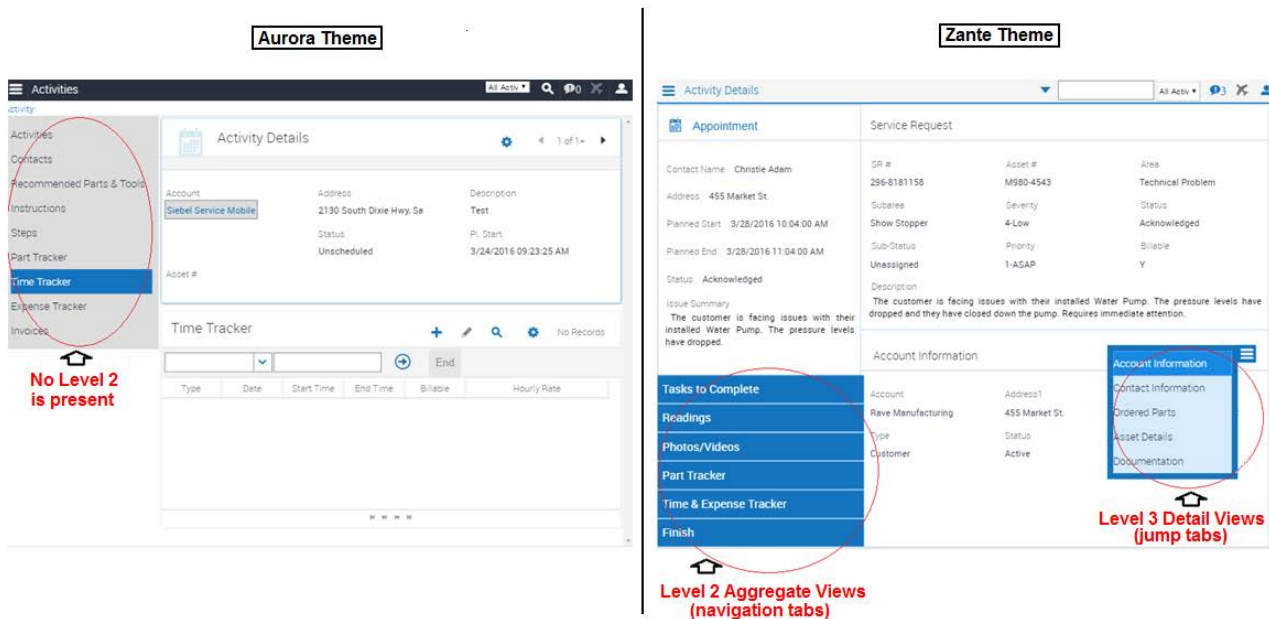 Aurora Theme
Activities
All Activ
0
Activity:
Activities
Contacts
Recommended Parts & Tools
Instructions
Steps
Part Tracker
Time Tracker
Expense Tracker
Invoices
No Level 2
is present
Activity Details
1 of 1+
Account
Address
Description
Siebel Service Mobile
2130 South Dixie Hwy, Sa
Test
Status
Pl. Start
Unscheduled
3/24/2016 09:23:25 AM
Asset #
Time Tracker
No Records
End
Type
Date
Start Time
End Time
Billable
Hourly Rate
Zante Theme
Activity Details
All Activ
3
Appointment
Contact Name Christie Adam
Address 455 Market St.
Planned Start 3/28/2016 10:04:00 AM
Planned End 3/28/2016 11:04:00 AM
Status Acknowledged
Issue Summary
The customer is facing issues with their
installed Water Pump. The pressure levels
have dropped.
Tasks to Complete
Readings
Photos/Videos
Part Tracker
Time & Expense Tracker
Finish
Level 2 Aggregate Views
(navigation tabs)
Service Request
SR #
Asset #
Area
296-8181158
M980-4543
Technical Problem
Subarea
Severity
Status
Show Stopper
4-Low
Acknowledged
Sub-Status
Priority
Billable
Unassigned
1-ASAP
Y
Description
The customer is facing issues with their installed Water Pump. The pressure levels have
dropped and they have closed down the pump. Requires immediate attention.
Account Information
Account
Address1
Rave Manufacturing
455 Market St.
Type
Status
Customer
Active
Account Information
Contact Information
Ordered Parts
Asset Details
Documentation
Level 3 Detail Views
(jump tabs)